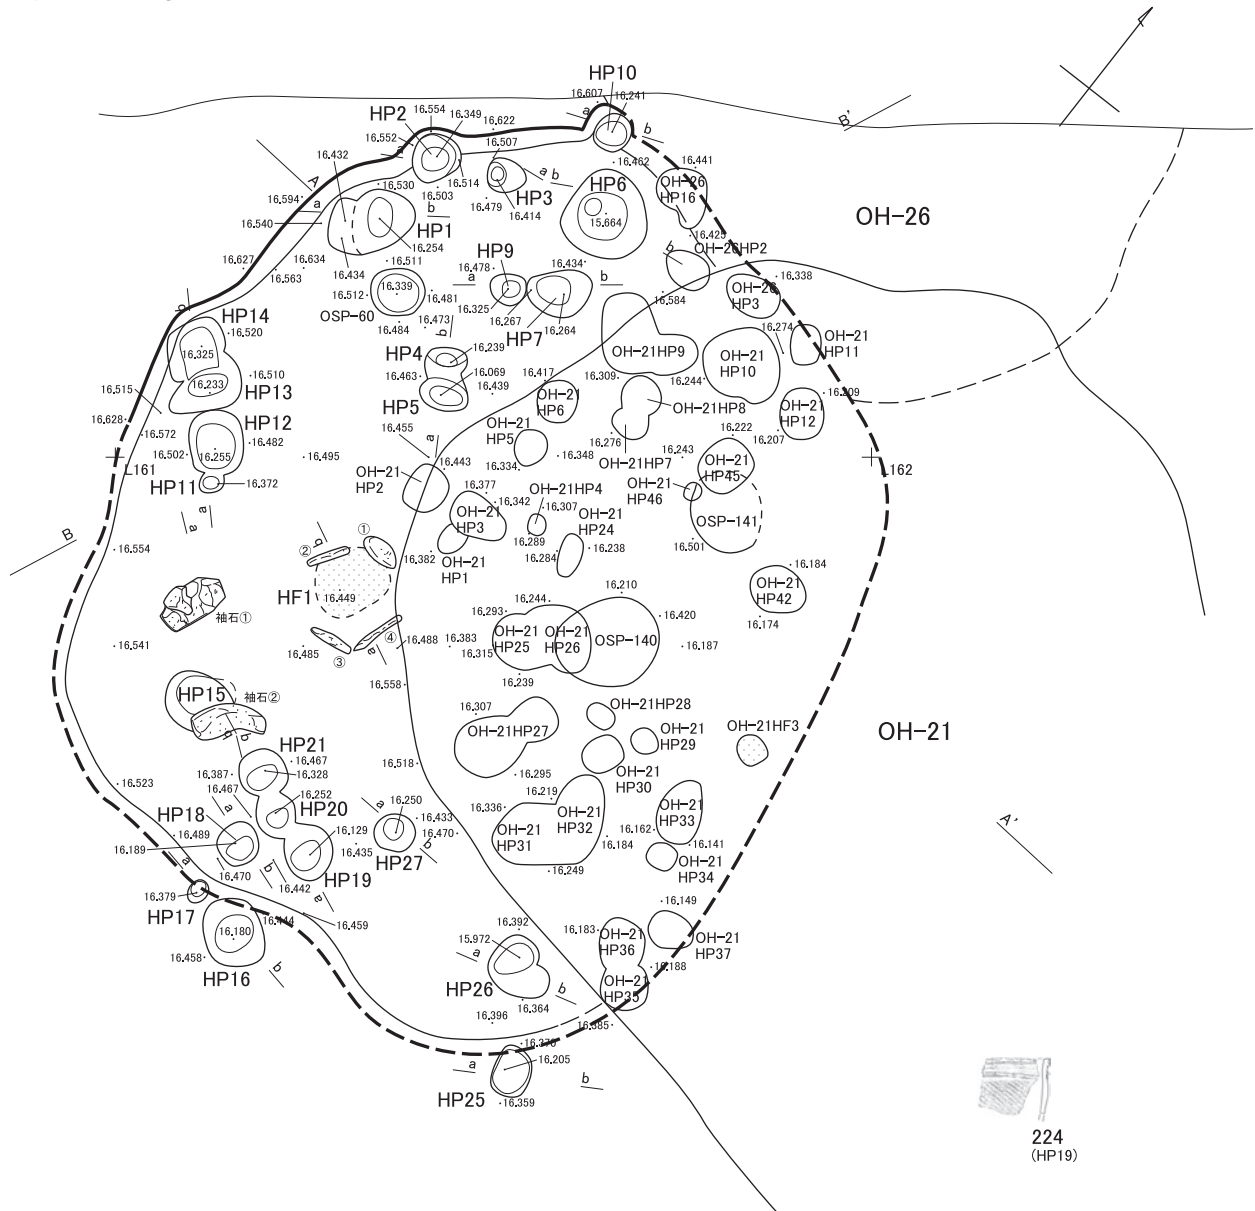 HP10
16.607
16.241
a
b
B'
HP2
16.554
16.349
16.622
16.552
a
16.507
16.462
16.441
16.432
16.530
16.514
a
b
HP6
OH-26
HP16
A
16.594
a
16.503
HP3
OH-26
16.540
b
16.479
16.414
15.664
HP1
16.254
16.425
OH-26HP2
b
16.627
16.634
16.511
HP9
16.434
16.563
16.434
16.478
a
b
16.338
16.339
16.512
16.481
16.325
16.584
OH-26
HP3
OSP-60
16.267
16.264
16.473
HP7
b
HP14
16.484
16.274
OH-21
HP11
16.520
HP4
16.239
OH-21HP9
OH-21
HP10
16.325
16.069
16.417
16.233
16.510
16.463
16.439
16.309
16.244
16.515
HP13
OH-21
HP6
16.209
HP5
OH-21HP8
OH-21
HP12
HP12
16.628
16.572
16.455
a
OH-21
HP5
16.222
16.482
16.276
16.207
16.502
16.255
16.495
16.443
16.348
16.243
L161
L162
16.334
OH-21HP7
OH-21
HP45
HP11
16.372
OH-21
HP2
16.377
16.342
OH-21HP4
OH-21
HP46
16.307
OH-21
HP3
OH-21
HP24
a
a
OSP-141
B
①
b
②
16.289
16.501
16.554
16.382
16.284
16.238
OH-21
HP1
16.184
HF1
16.449
OH-21
HP42
16.210
袖石①
16.244
16.293
16.420
16.174
④
16.488
16.383
OH-21
HP25
OH-21
HP26
OSP-140
16.541
16.485
③
a
16.315
16.187
16.558
16.239
HP15
袖石②
16.307
OH-21HP28
OH-21HP27
OH-21
HP29
OH-21HF3
OH-21
b
b
HP21
16.467
16.387
16.328
16.518
16.523
16.295
OH-21
HP30
16.467
16.252
16.219
A'
HP18
a
HP20
a
16.250
16.336
OH-21
HP32
OH-21
HP33
16.433
16.489
16.129
16.162
16.470
OH-21
HP31
16.141
16.189
16.435
b
16.184
a
HP27
HP19
OH-21
HP34
16.470
b
16.442
16.249
16.379
a
HP17
16.149
16.444
16.459
16.392
16.180
16.183
OH-21
HP36
OH-21
HP37
16.458
15.972
a
HP16
b
16.188
HP26
OH-21
HP35
b
16.364
16.396
16.385
16.370
a
16.205
b
HP25
16.359
224
(HP19)